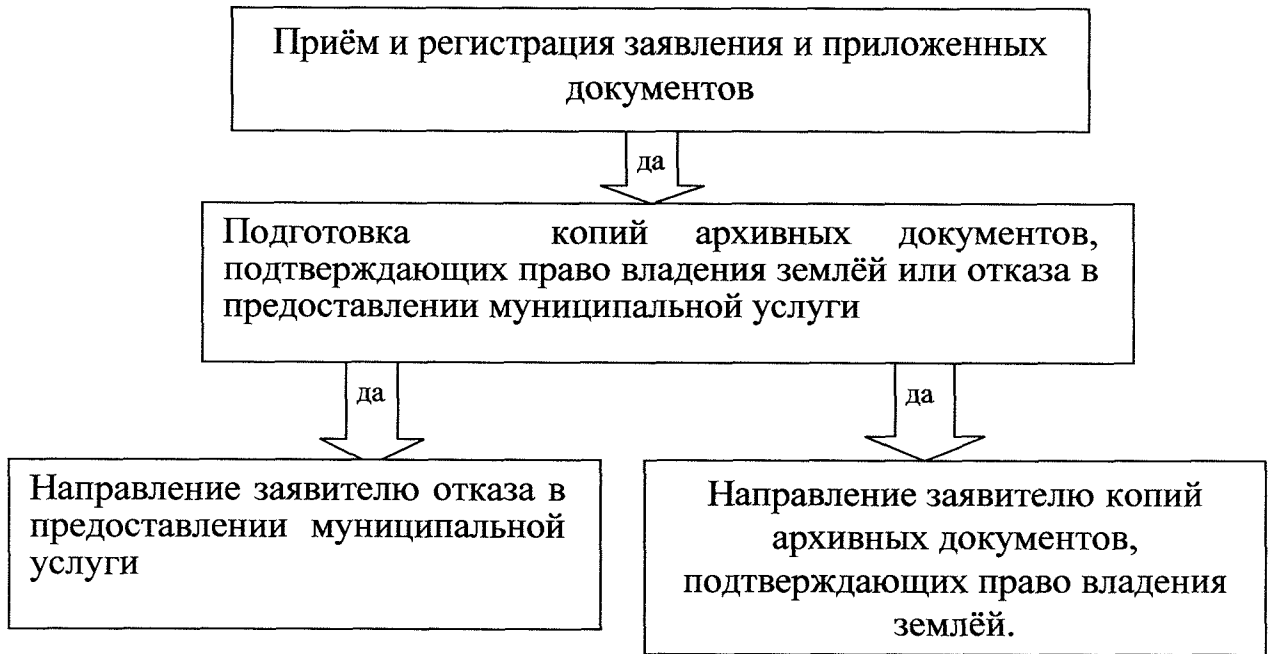 Приём и регистрация заявления и приложенных
документов
да
Подготовка копий архивных документов,
подтверждающих право владения землёй или отказа в
предоставлении муниципальной услуги
да
да
Направление заявителю отказа в
предоставлении муниципальной
услуги
Направление заявителю копий
архивных документов,
подтверждающих право владения
землёй.